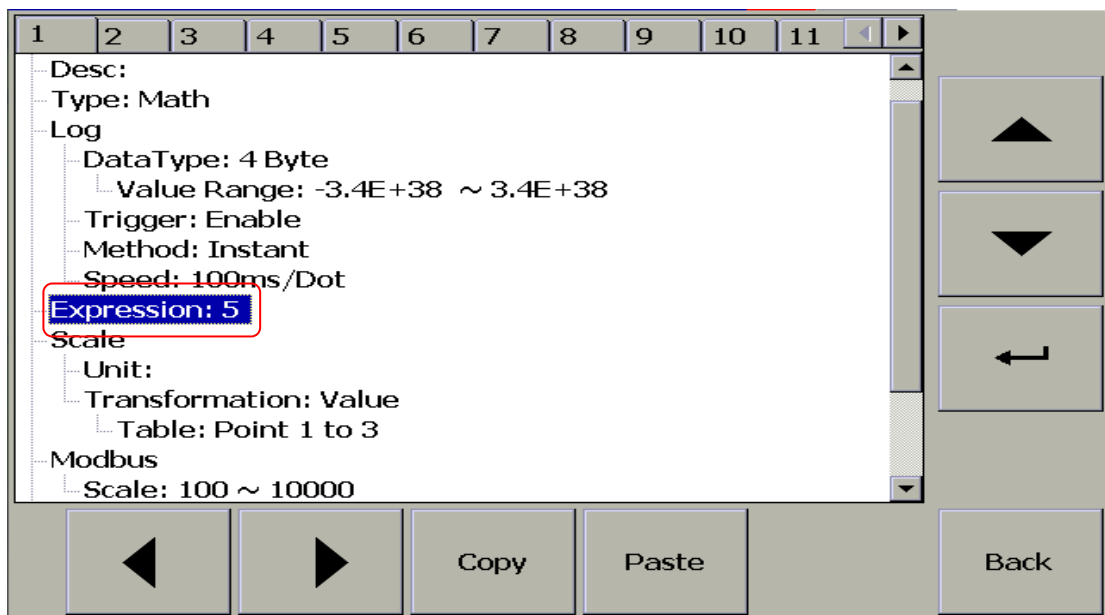 1 2 3 4 5 6 7 8 9 10 11
Desc:
Type: Math
Log
DataType: 4 Byte
Value Range: -3.4E+38 ~ 3.4E+38
Trigger: Enable
Method: Instant
Speed: 100ms/Dot
Expression: 5
Scale
Unit:
Transformation: Value
Table: Point 1 to 3
Modbus
Scale: 100 ~ 10000
Copy Paste Back